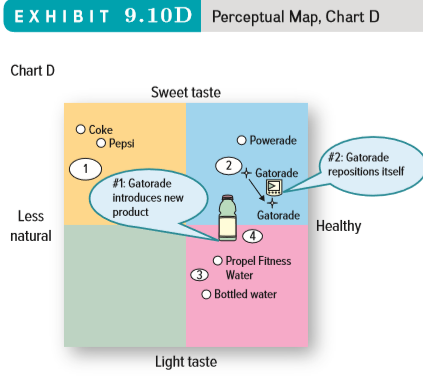 EXHIBIT 9.10D Perceptual Map, Chart D
Chart D
Sweet taste
Coke
Pepsi
Powerade
1
2
Gatorade
#2: Gatorade
repositions itself
#1: Gatorade
introduces new
product
Gatorade
Less
natural
Healthy
4
3
Propel Fitness
Water
Bottled water
Light taste